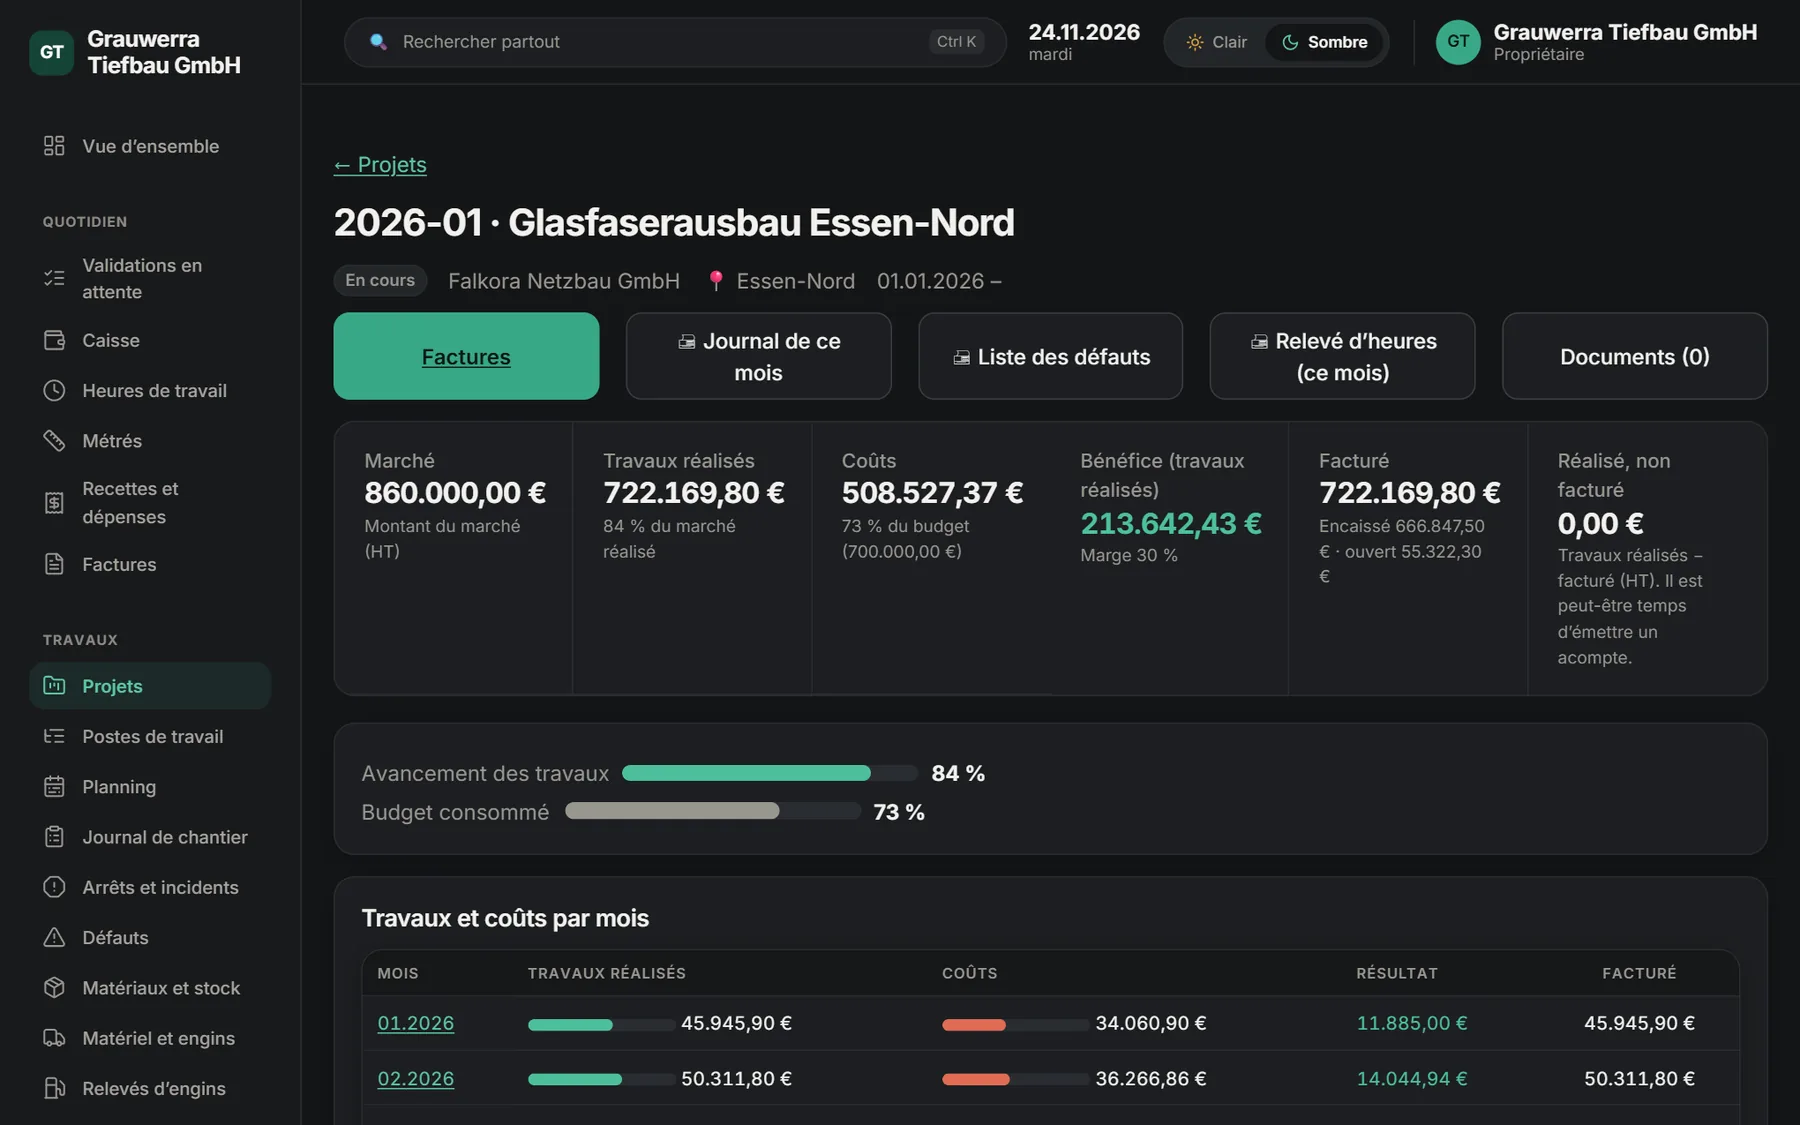 GT
Grauwerra
Tiefbau GmbH
Rechercher partout
Ctrl K
24.11.2026
mardi
Clair
Sombre
GT
Grauwerra Tiefbau GmbH
Propriétaire
Vue d’ensemble
QUOTIDIEN
Validations en
attente
Caisse
Heures de travail
Métrés
Recettes et
dépenses
Factures
TRAVAUX
Projets
Postes de travail
Planning
Journal de chantier
Arrêts et incidents
Défauts
Matériaux et stock
Matériel et engins
Relevés d’engins
← Projets
2026-01 · Glasfaserausbau Essen-Nord
En cours
Falkora Netzbau GmbH
Essen-Nord
01.01.2026 –
Factures
Journal de ce
mois
Liste des défauts
Relevé d’heures
(ce mois)
Documents (0)
Marché
860.000,00 €
Montant du marché
(HT)
Travaux réalisés
722.169,80 €
84 % du marché
réalisé
Coûts
508.527,37 €
73 % du budget
(700.000,00 €)
Bénéfice (travaux
réalisés)
213.642,43 €
Marge 30 %
Facturé
722.169,80 €
Encaissé 666.847,50
€ · ouvert 55.322,30
€
Réalisé, non
facturé
0,00 €
Travaux réalisés –
facturé (HT). Il est
peut-être temps
d’émettre un
acompte.
Avancement des travaux 84 %
Budget consommé 73 %
Travaux et coûts par mois
MOIS TRAVAUX RÉALISÉS COÛTS RÉSULTAT FACTURÉ
01.2026 45.945,90 € 34.060,90 € 11.885,00 € 45.945,90 €
02.2026 50.311,80 € 36.266,86 € 14.044,94 € 50.311,80 €